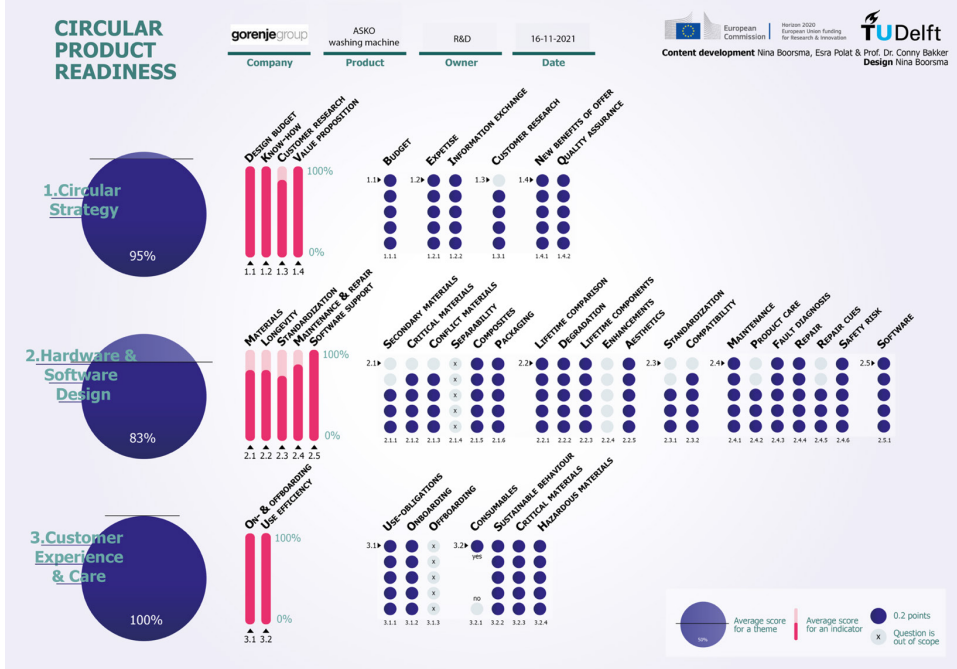 CIRCULAR
PRODUCT
READINESS
gorenjegroup
Company
ASKO
washing machine
Product
R&D
Owner
16-11-2021
Date
European
Commission
Horizon 2020
European Union funding
for Research & Innovation
TUDelft
Content development Nina Boorsma, Esra Polat & Prof. Dr. Conny Bakker
Design Nina Boorsma
1.Circular
Strategy
95%
DESIGN BUDGET
KNOW-HOW
CUSTOMER RESEARCH
VALUE PROPOSITION
100%
0%
1.1 1.2 1.3 1.4
BUDGET
EXPETISE
INFORMATION EXCHANGE
CUSTOMER RESEARCH
NEW BENEFITS OF OFFER
QUALITY ASSURANCE
1.1 1.2 1.3 1.4
1.1.1 1.2.1 1.2.2 1.3.1 1.4.1 1.4.2
2.Hardware &
Software
Design
83%
MATERIALS
LONGEVITY
STANDARDIZATION
MAINTENANCE & REPAIR
SOFTWARE SUPPORT
100%
0%
2.1 2.2 2.3 2.4 2.5
SECONDARY MATERIALS
CRITICAL MATERIALS
CONFLICT MATERIALS
SEPARABILITY
COMPOSITES
PACKAGING
LIFETIME COMPARISON
DEGRADATION
LIFETIME COMPONENTS
ENHANCEMENTS
AESTHETICS
STANDARDIZATION
COMPATIBILITY
MAINTENANCE
PRODUCT CARE
FAULT DIAGNOSIS
REPAIR
REPAIR CUES
SAFETY RISK
SOFTWARE
2.1 2.2 2.3 2.4 2.5
x
x
x
x
x
2.1.1 2.1.2 2.1.3 2.1.4 2.1.5 2.1.6 2.2.1 2.2.2 2.2.3 2.2.4 2.2.5 2.3.1 2.3.2 2.4.1 2.4.2 2.4.3 2.4.4 2.4.5 2.4.6 2.5.1
3.Customer
Experience
& Care
100%
ON- & OFFBOARDING
USE EFFICIENCY
100%
0%
3.1 3.2
USE-OBLIGATIONS
ONBOARDING
OFFBOARDING
CONSUMABLES
SUSTAINABLE BEHAVIOUR
CRITICAL MATERIALS
HAZARDOUS MATERIALS
3.1 3.2
x
x
x
x
x
yes
no
3.1.1 3.1.2 3.1.3 3.2.1 3.2.2 3.2.3 3.2.4
50%
Average score
for a theme
Average score
for an indicator
0.2 points
x
Question is
out of scope